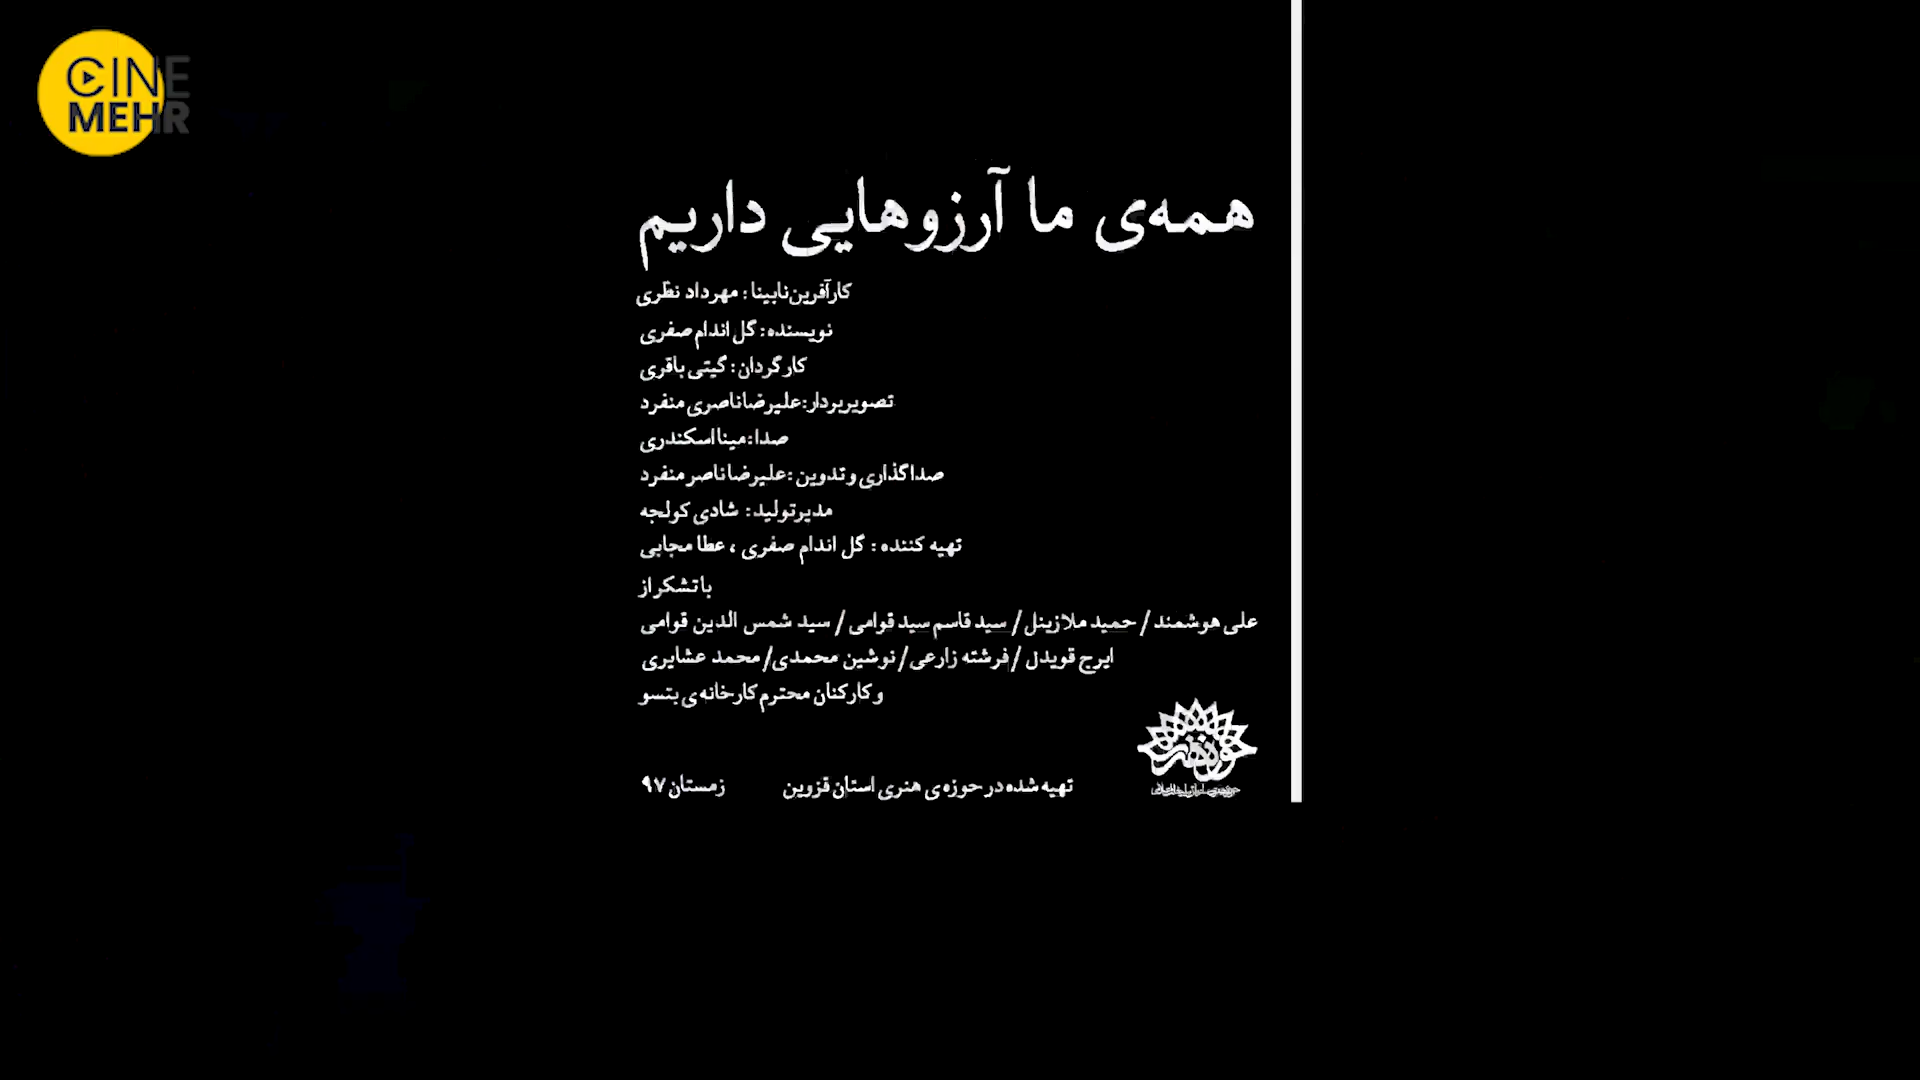 CINE
MEHR
همه‌ی ما آرزوهایی داریم
کارآفرین نابینا : مهرداد نظری
نویسنده : گل اندام صفری
کارگردان : گیتی باقری
تصویربردار: علیرضا ناصری منفرد
صدا : مینا اسکندری
صداگذاری و تدوین : علیرضا ناصر منفرد
مدیرتولید : شادی کولجه
تهیه کننده : گل اندام صفری ، عطا مجابی
با تشکر از
علی هوشمند / حمید ملازینل / سید قاسم سید قوامی / سید شمس الدین قوامی
ایرج قویدل / فرشته زارعی / نوشین محمدی / محمد عشایری
و کارکنان محترم کارخانه‌ی بتسو
تهیه شده در حوزه‌ی هنری استان قزوین زمستان ۹۷